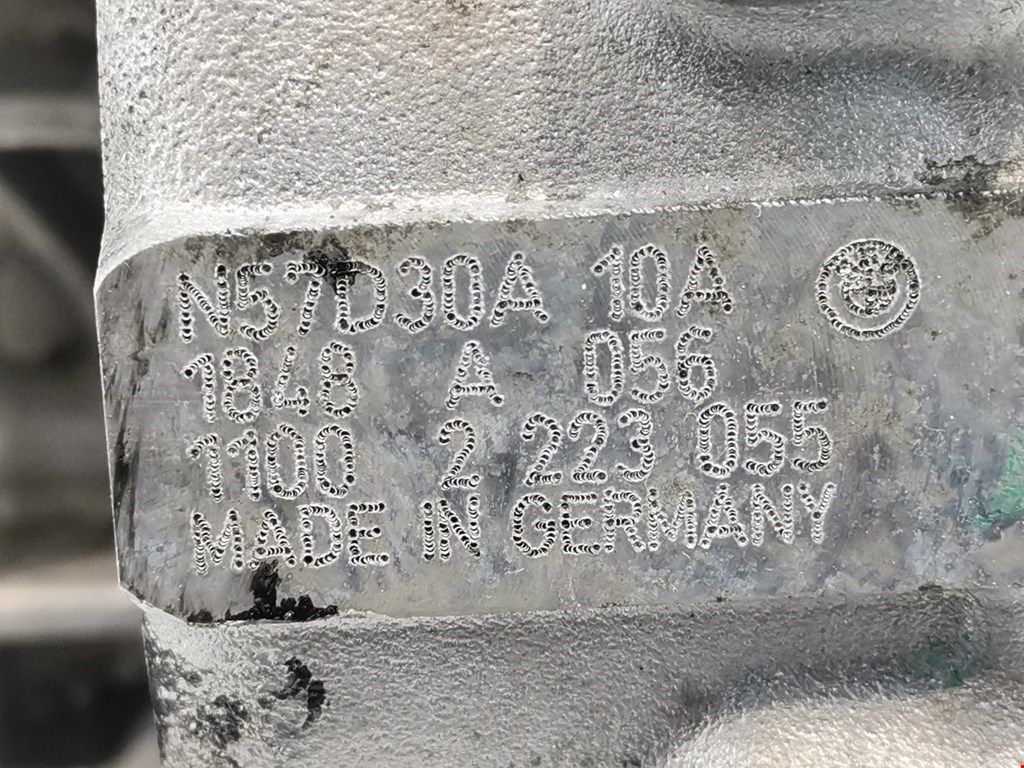 N57D30A 10A
1848 A 056
1100 2 223 055
MADE IN GERMANY